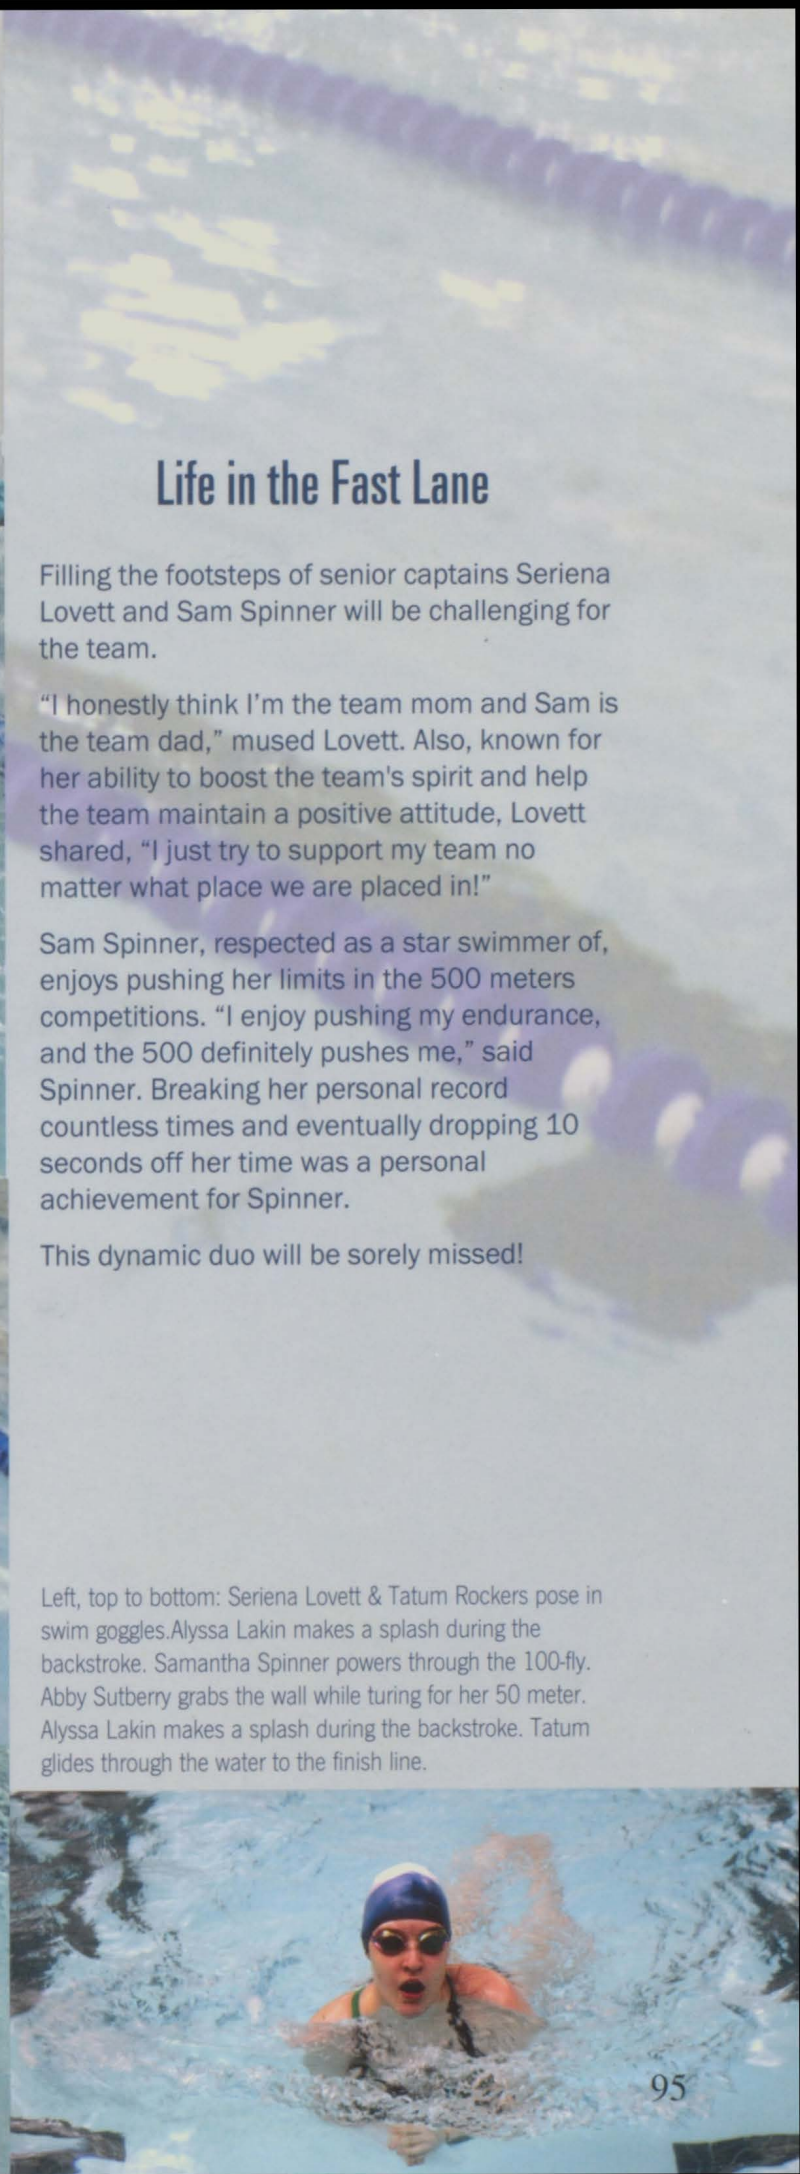 Life in the Fast Lane
Filling the footsteps of senior captains Seriena
Lovett and Sam Spinner will be challenging for
the team.
“I honestly think I’m the team mom and Sam is
the team dad,” mused Lovett. Also, known for
her ability to boost the team's spirit and help
the team maintain a positive attitude, Lovett
shared, “I just try to support my team no
matter what place we are placed in!”
Sam Spinner, respected as a star swimmer of,
enjoys pushing her limits in the 500 meters
competitions. “I enjoy pushing my endurance,
and the 500 definitely pushes me,” said
Spinner. Breaking her personal record
countless times and eventually dropping 10
seconds off her time was a personal
achievement for Spinner.
This dynamic duo will be sorely missed!
Left, top to bottom: Seriena Lovett & Tatum Rockers pose in
swim goggles.Alyssa Lakin makes a splash during the
backstroke. Samantha Spinner powers through the 100-fly.
Abby Sutberry grabs the wall while turing for her 50 meter.
Alyssa Lakin makes a splash during the backstroke. Tatum
glides through the water to the finish line.
95